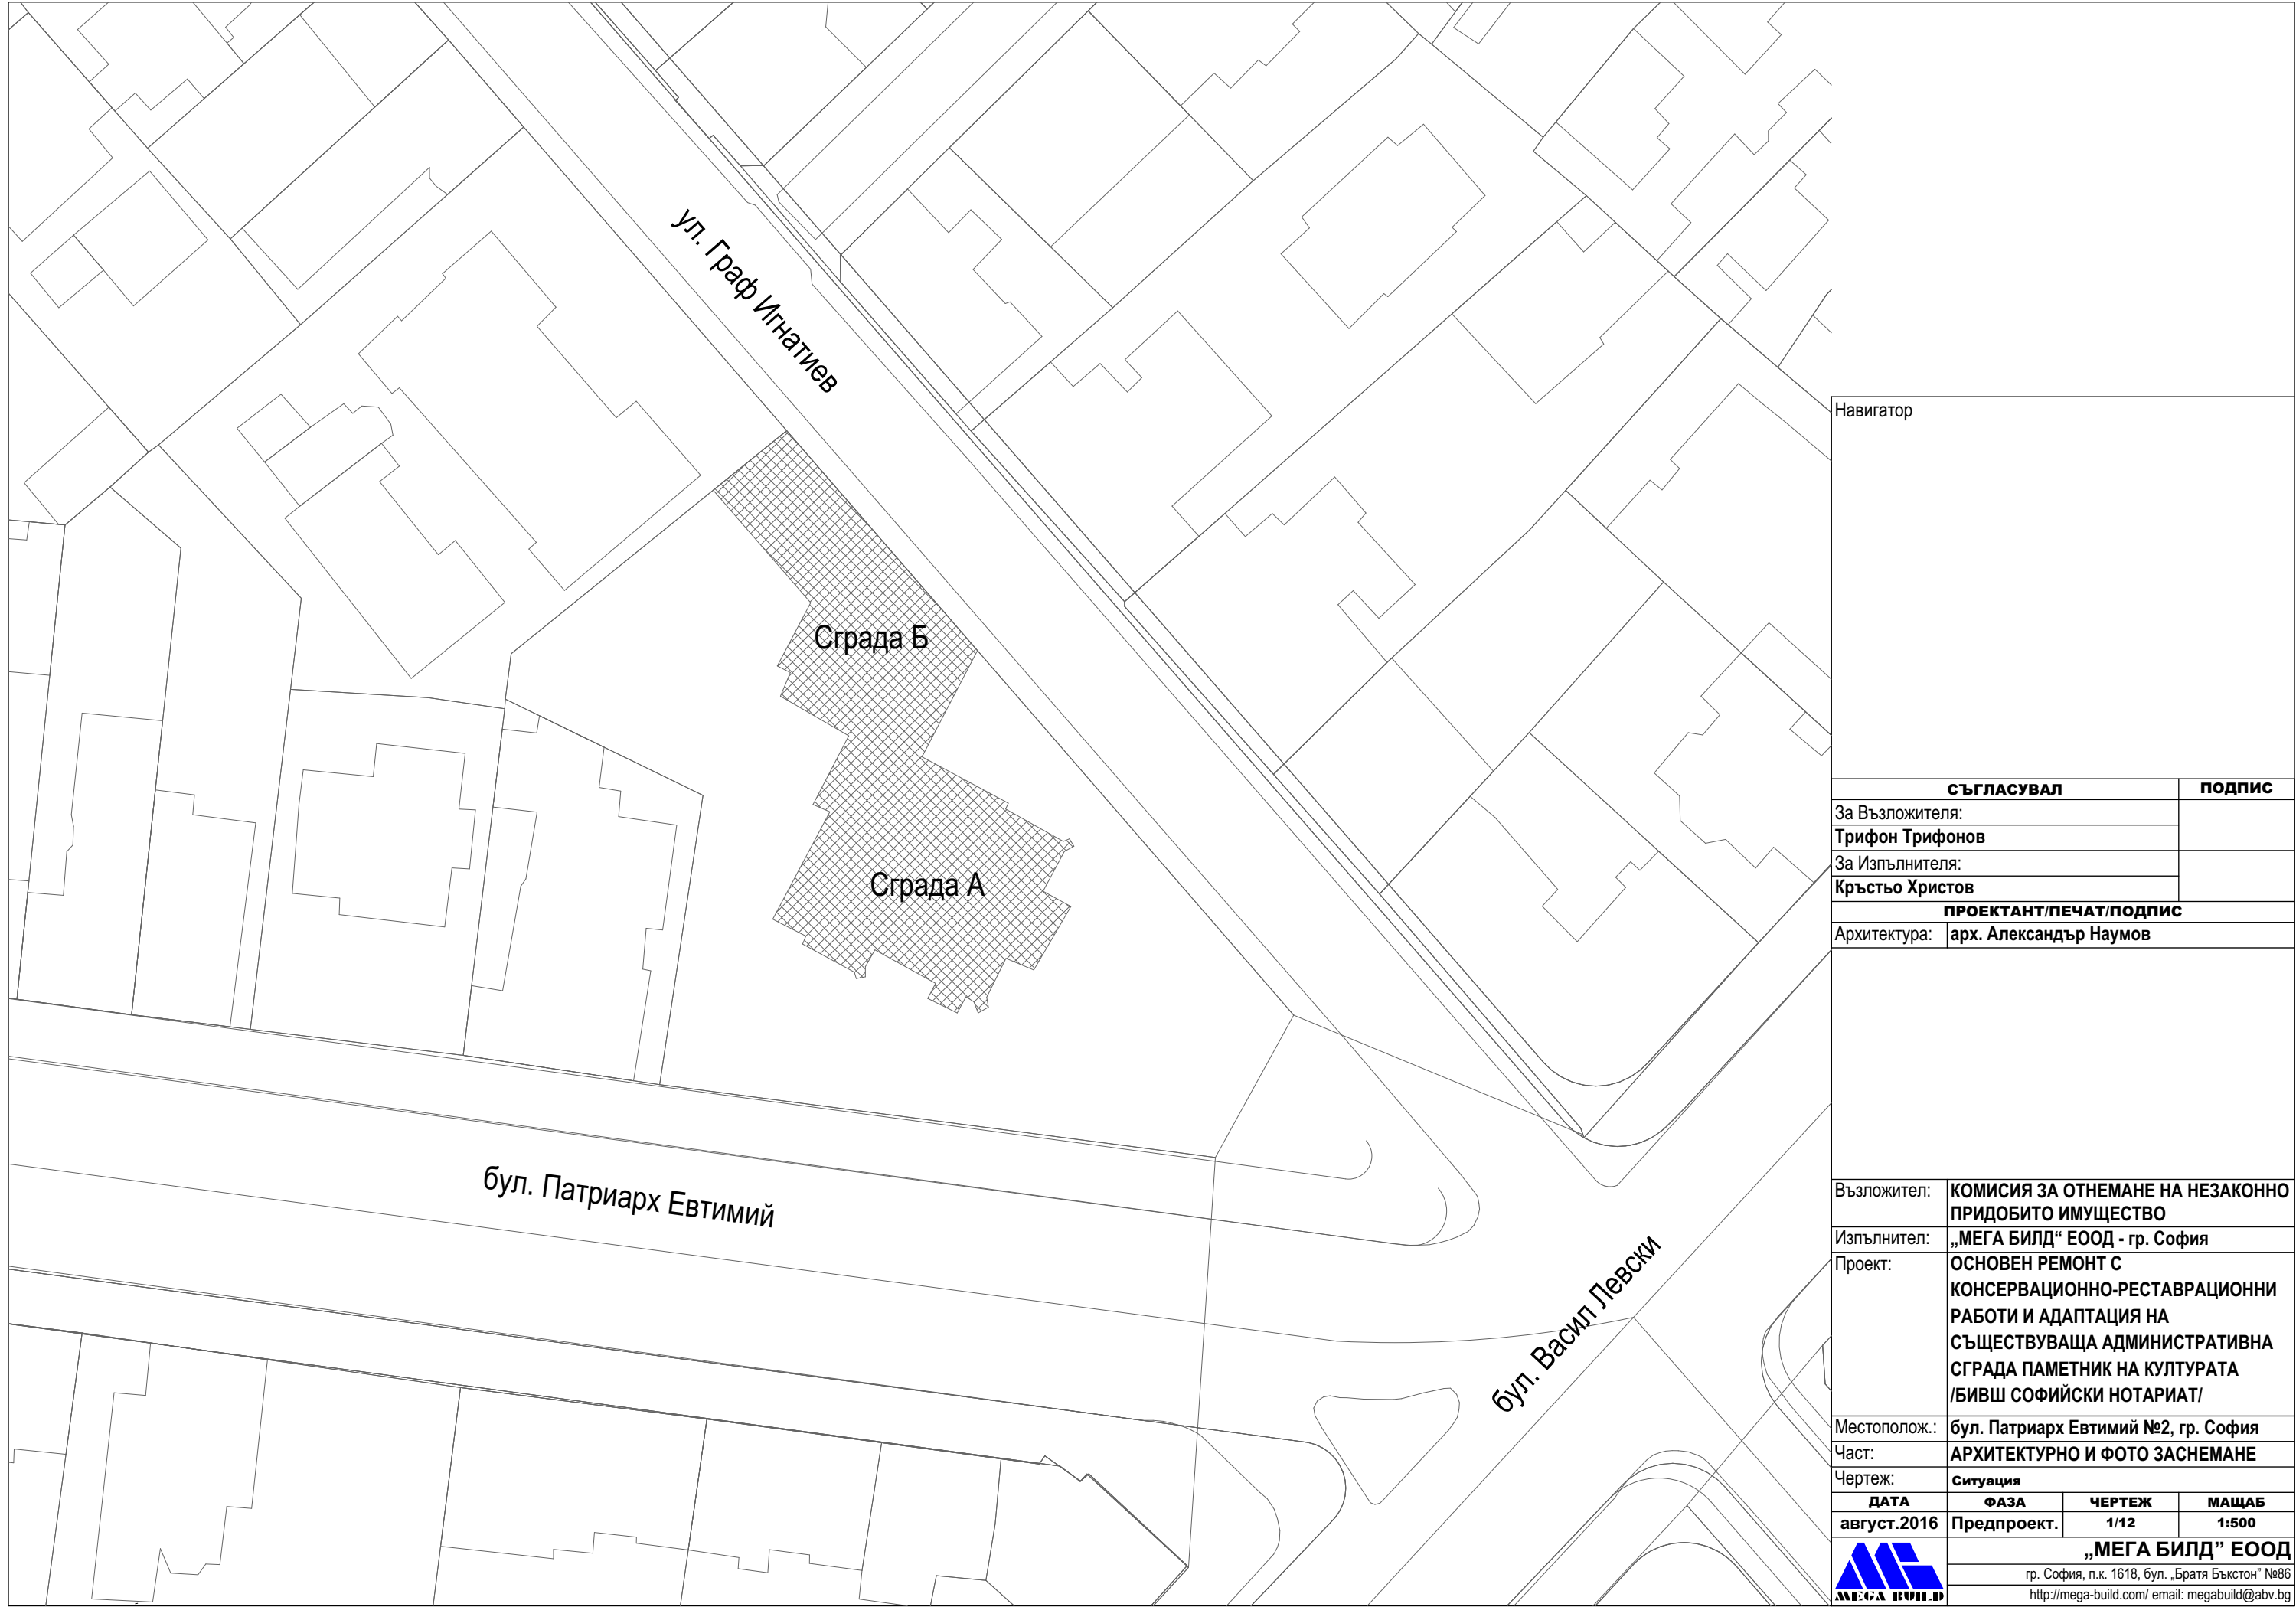 ул. Граф Игнатиев
Сграда Б
Сграда А
бул. Патриарх Евтимий
бул. Васил Левски
Навигатор
СЪГЛАСУВАЛ ПОДПИС
За Възложителя:
Трифон Трифонов
За Изпълнителя:
Кръстьо Христов
ПРОЕКТАНТ/ПЕЧАТ/ПОДПИС
Архитектура: арх. Александър Наумов
Възложител: КОМИСИЯ ЗА ОТНЕМАНЕ НА НЕЗАКОННО
ПРИДОБИТО ИМУЩЕСТВО
Изпълнител: „МЕГА БИЛД“ ЕООД - гр. София
Проект: ОСНОВЕН РЕМОНТ С
КОНСЕРВАЦИОННО-РЕСТАВРАЦИОННИ
РАБОТИ И АДАПТАЦИЯ НА
СЪЩЕСТВУВАЩА АДМИНИСТРАТИВНА
СГРАДА ПАМЕТНИК НА КУЛТУРАТА
/БИВШ СОФИЙСКИ НОТАРИАТ/
Местополож.: бул. Патриарх Евтимий №2, гр. София
Част: АРХИТЕКТУРНО И ФОТО ЗАСНЕМАНЕ
Чертеж: Ситуация
ДАТА ФАЗА ЧЕРТЕЖ МАЩАБ
август.2016 Предпроект. 1/12 1:500
„МЕГА БИЛД” ЕООД
гр. София, п.к. 1618, бул. „Братя Бъкстон” №86
MEGA BUILD http://mega-build.com/ email: megabuild@abv.bg